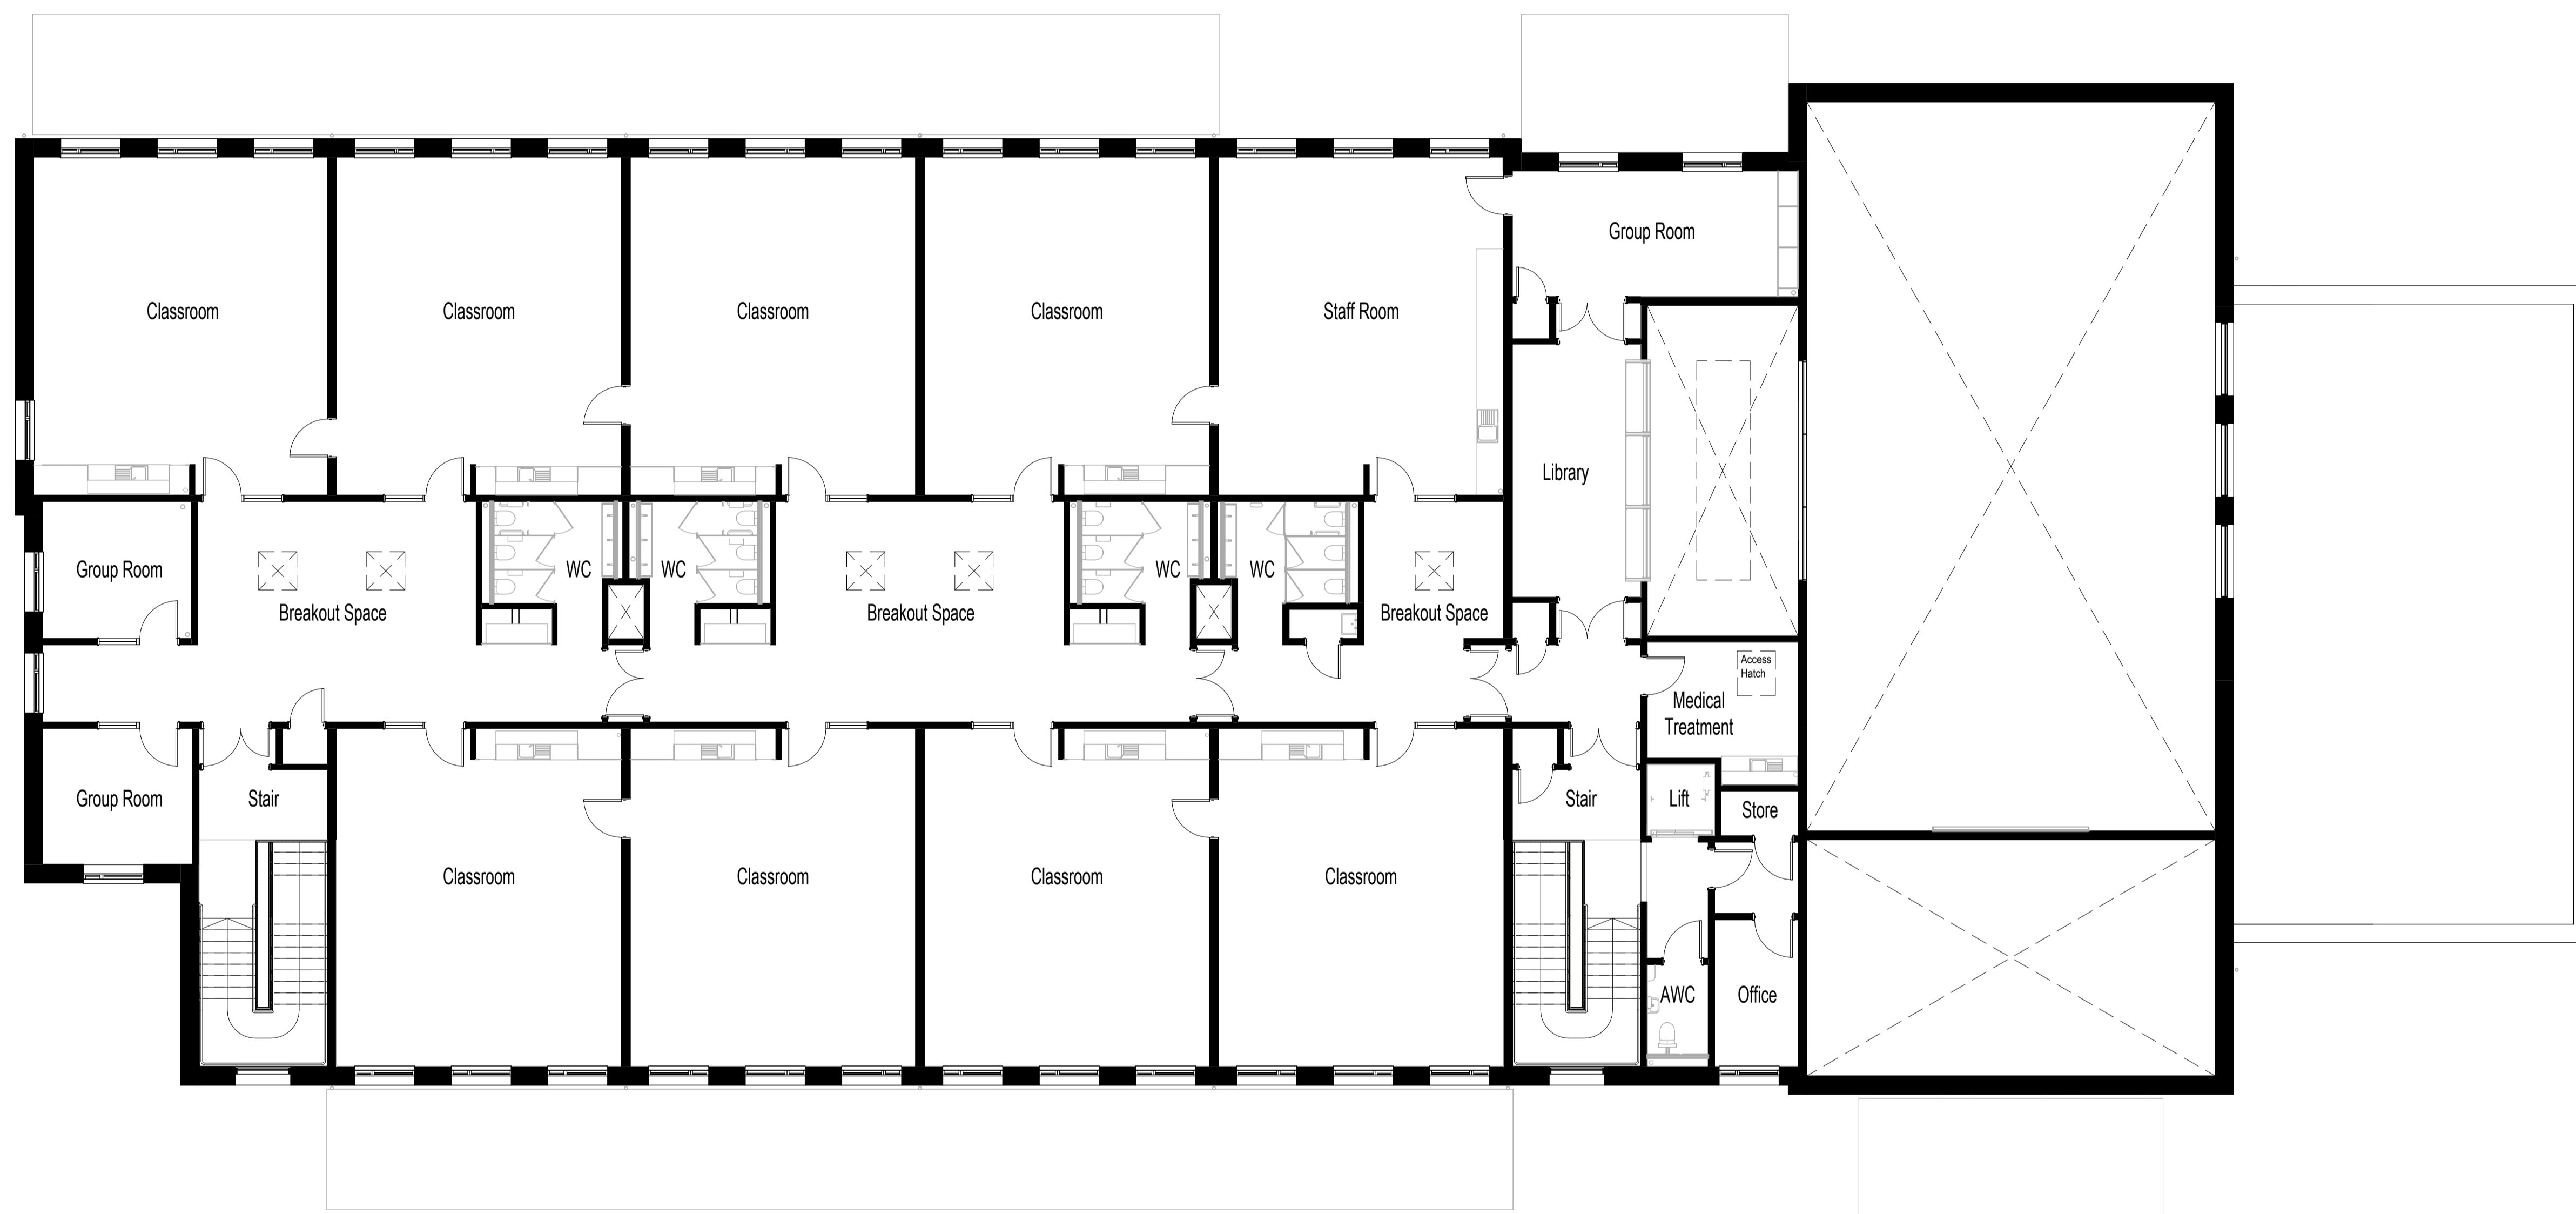 Group Room
Classroom
Classroom
Classroom
Classroom
Staff Room
Library
Group Room
WC
WC
WC
WC
Breakout Space
Breakout Space
Breakout Space
Access
Hatch
Medical
Treatment
Group Room
Stair
Stair
Lift
Store
Classroom
Classroom
Classroom
Classroom
AWC
Office